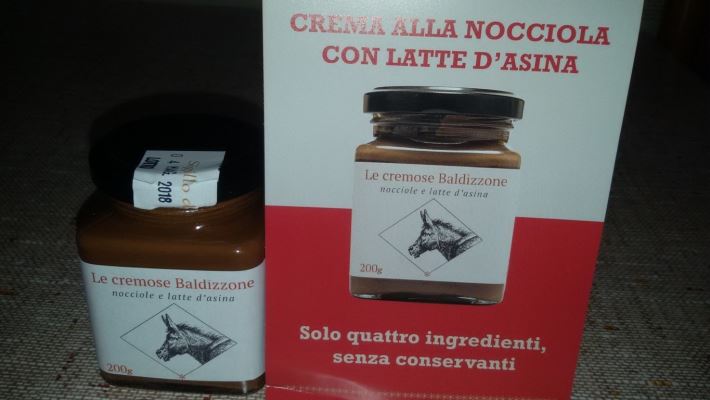 CREMA ALLA NOCCIOLA
CON LATTE D'ASINA
Le cremose Baldizzone
nocciole e latte d'asina
200g
Solo quattro ingredienti,
senza conservanti
2018
Le cremose Baldizzone
nocciole e latte d'asina
200g